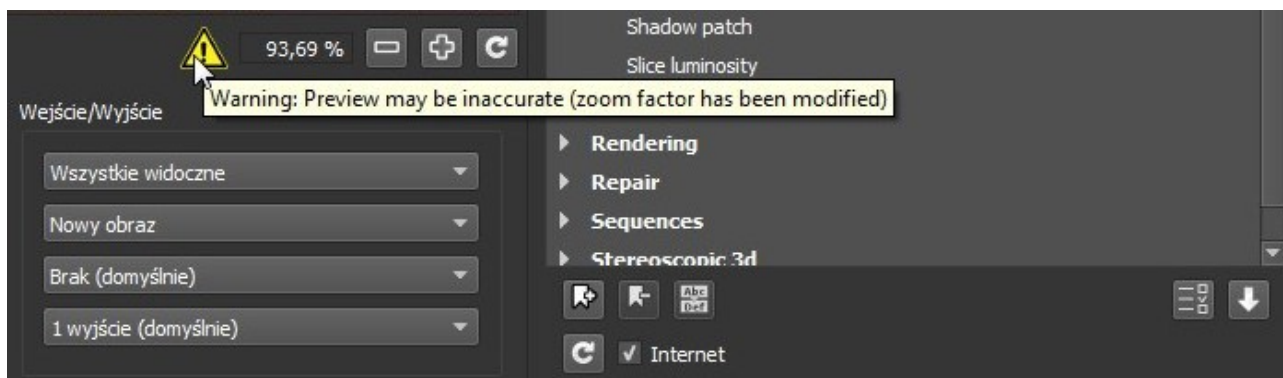 Shadow patch
93,69 %
Slice luminosity
Warning: Preview may be inaccurate (zoom factor has been modified)
Wejście/Wyjście
Wszystkie widoczne
Nowy obraz
Brak (domyślnie)
1 wyjście (domyślnie)
Rendering
Repair
Sequences
Stereoscopic 3d
Abc
Def
Internet